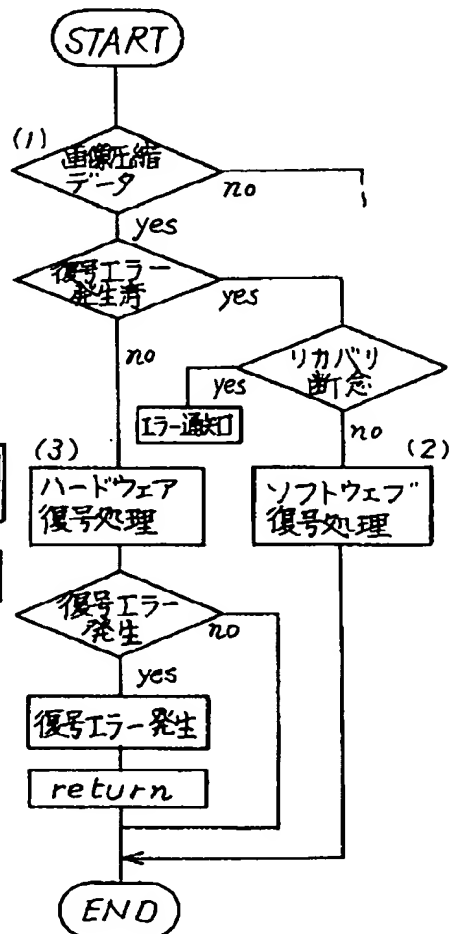 START
(1)
画像圧縮
データ
no
yes
復号エラー
発生済
yes
no
リカバリ
断念
yes
no
エラー通知
(3)
(2)
ハードウェア
復号処理
ソフトウェア
復号処理
復号エラー
発生
no
yes
復号エラー発生
return
END